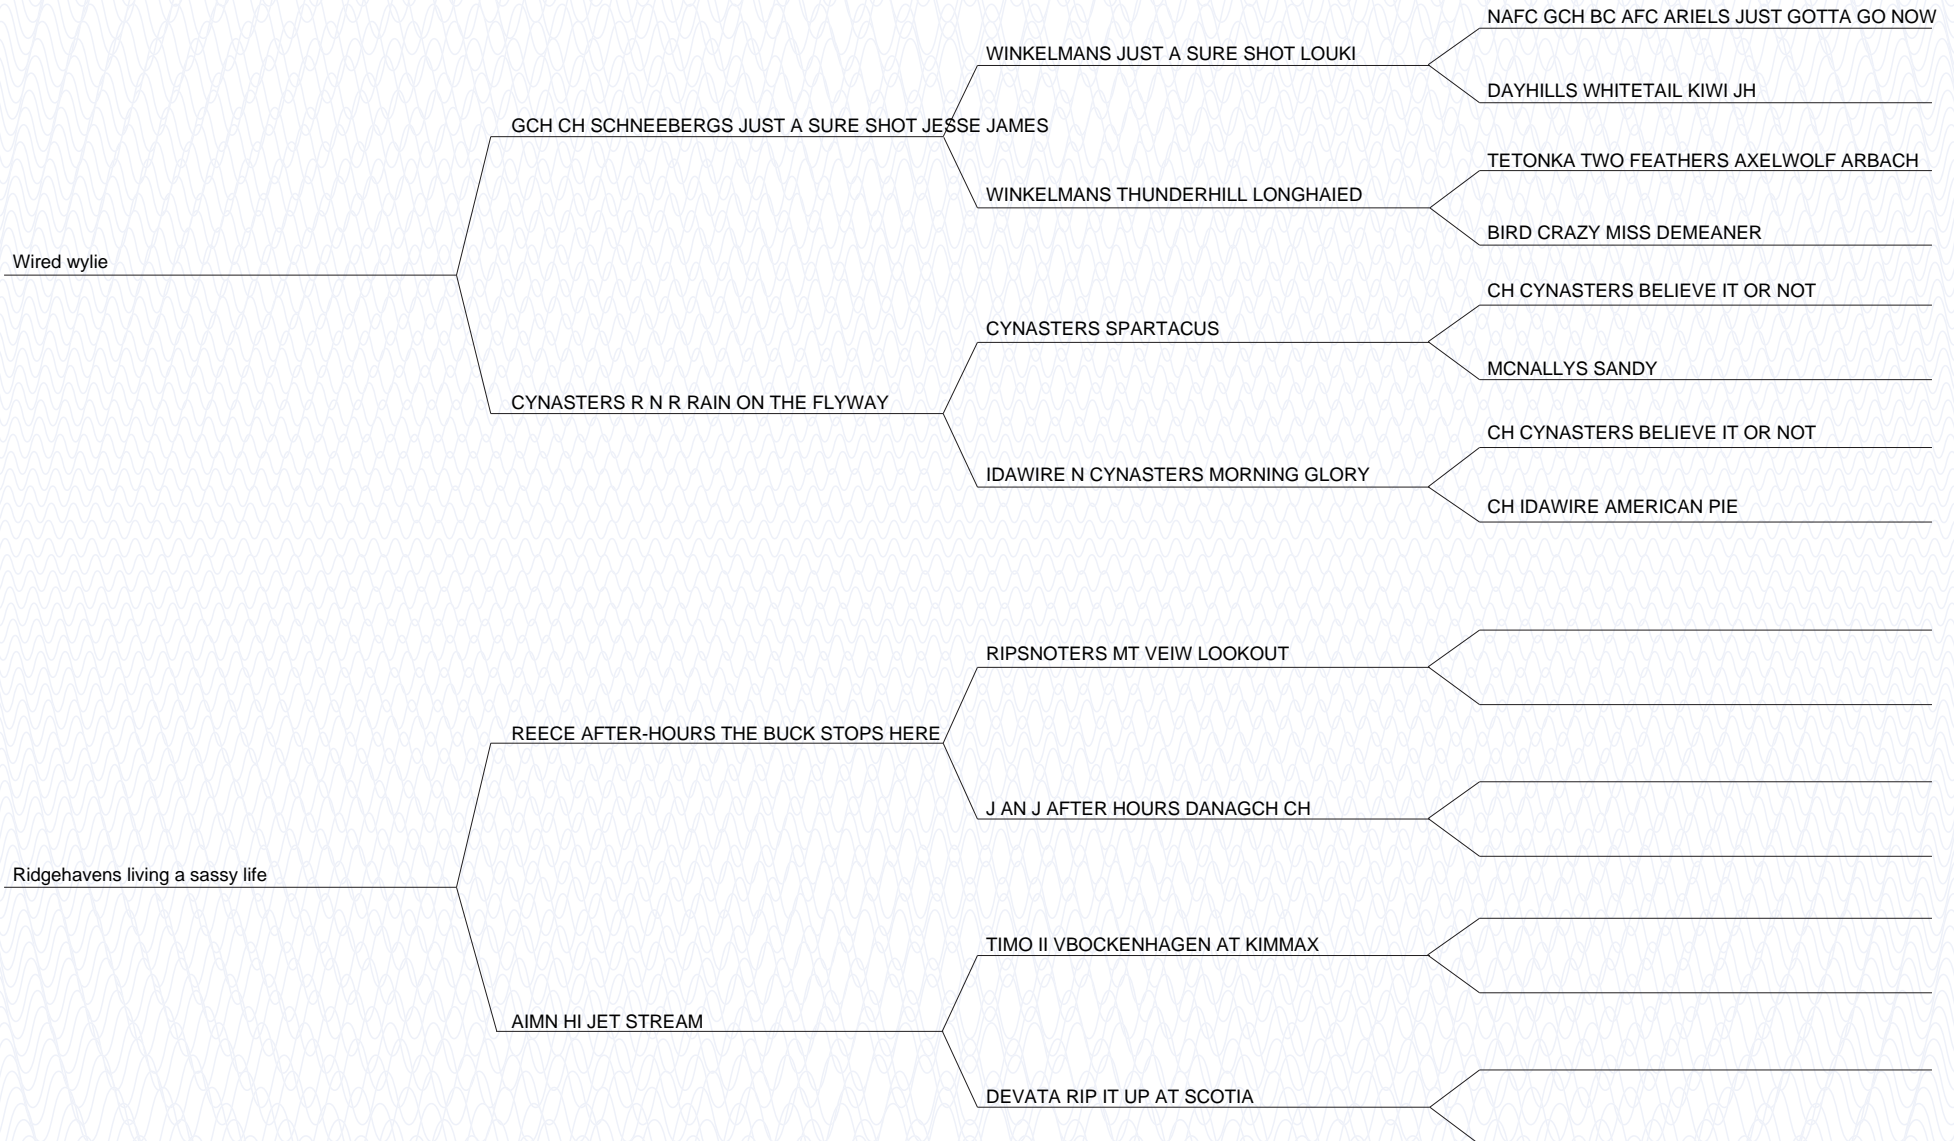 NAFC GCH BC AFC ARIELS JUST GOTTA GO NOW
WINKELMANS JUST A SURE SHOT LOUKI
DAYHILLS WHITETAIL KIWI JH
GCH CH SCHNEEBERGS JUST A SURE SHOT JESSE JAMES
TETONKA TWO FEATHERS AXELWOLF ARBACH
WINKELMANS THUNDERHILL LONGHAIED
BIRD CRAZY MISS DEMEANER
Wired wylie
CH CYNASTERS BELIEVE IT OR NOT
CYNASTERS SPARTACUS
MCNALLYS SANDY
CYNASTERS R N R RAIN ON THE FLYWAY
CH CYNASTERS BELIEVE IT OR NOT
IDAWIRE N CYNASTERS MORNING GLORY
CH IDAWIRE AMERICAN PIE
RIPSNOTERS MT VEIW LOOKOUT
REECE AFTER-HOURS THE BUCK STOPS HERE
J AN J AFTER HOURS DANAGCH CH
Ridgehavens living a sassy life
TIMO II VBOCKENHAGEN AT KIMMAX
AIMN HI JET STREAM
DEVATA RIP IT UP AT SCOTIA